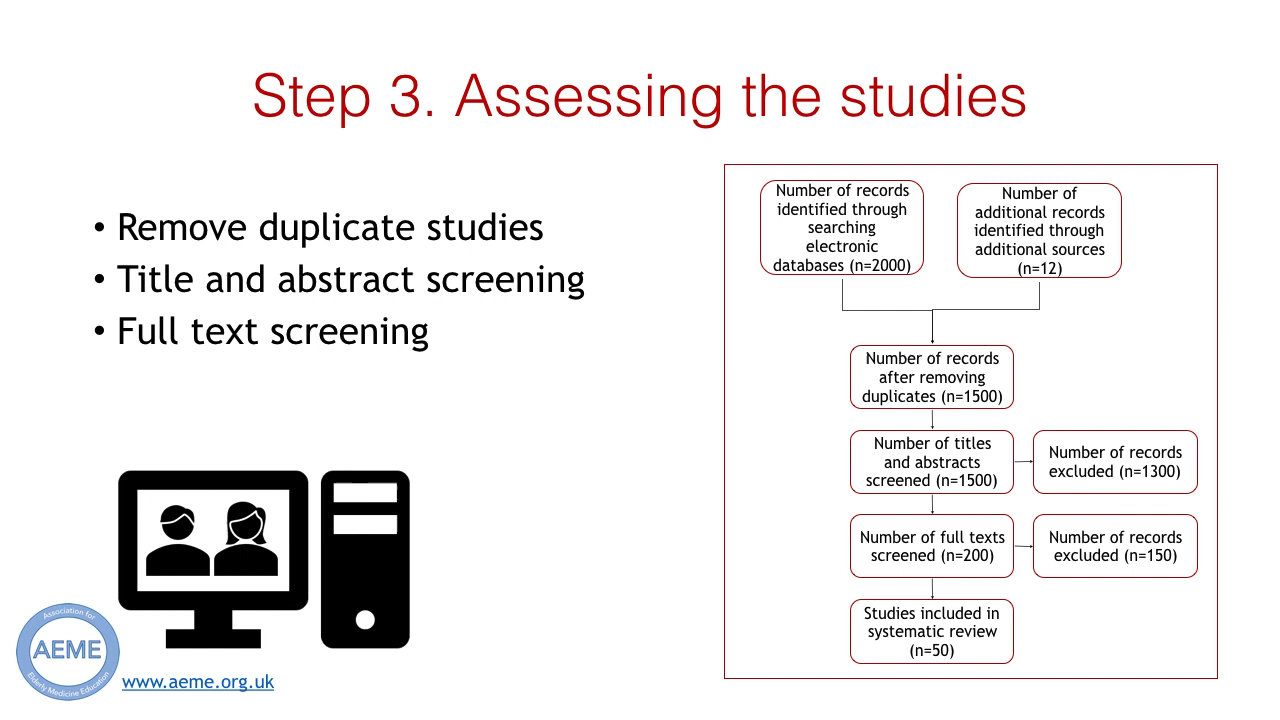 Step 3. Assessing the studies
• Remove duplicate studies
• Title and abstract screening
• Full text screening
Number of records
identified through
searching
electronic
databases (n=2000)
Number of
additional records
identified through
additional sources
(n=12)
Number of records
after removing
duplicates (n=1500)
Number of titles
and abstracts
screened (n=1500)
Number of records
excluded (n=1300)
Number of full texts
screened (n=200)
Number of records
excluded (n=150)
Studies included in
systematic review
(n=50)
Association for
AEME
Elderly Medicine Education
www.aeme.org.uk